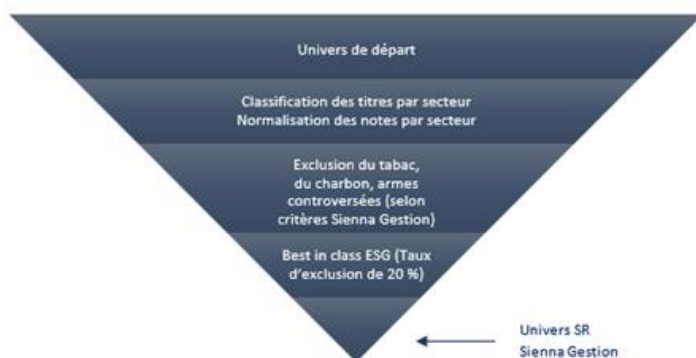 Univers de départ
Classification des titres par secteur
Normalisation des notes par secteur
Exclusion du tabac,
du charbon, armes
controversées (selon
critères Sienna Gestion)
Best in class ESG (Taux
d'exclusion de 20 %)
Univers SR
Sienna Gestion